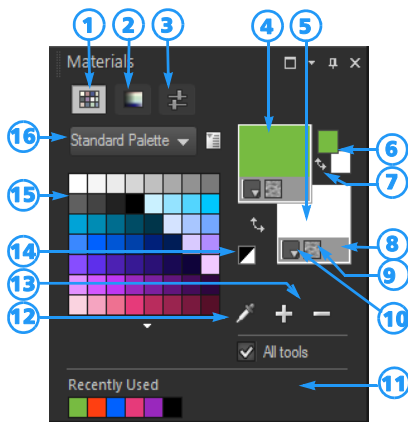 1 2 3 4 5
Materials
6
16 Standard Palette
7
15
8
14
9
13
12 10
All tools
11
Recently Used